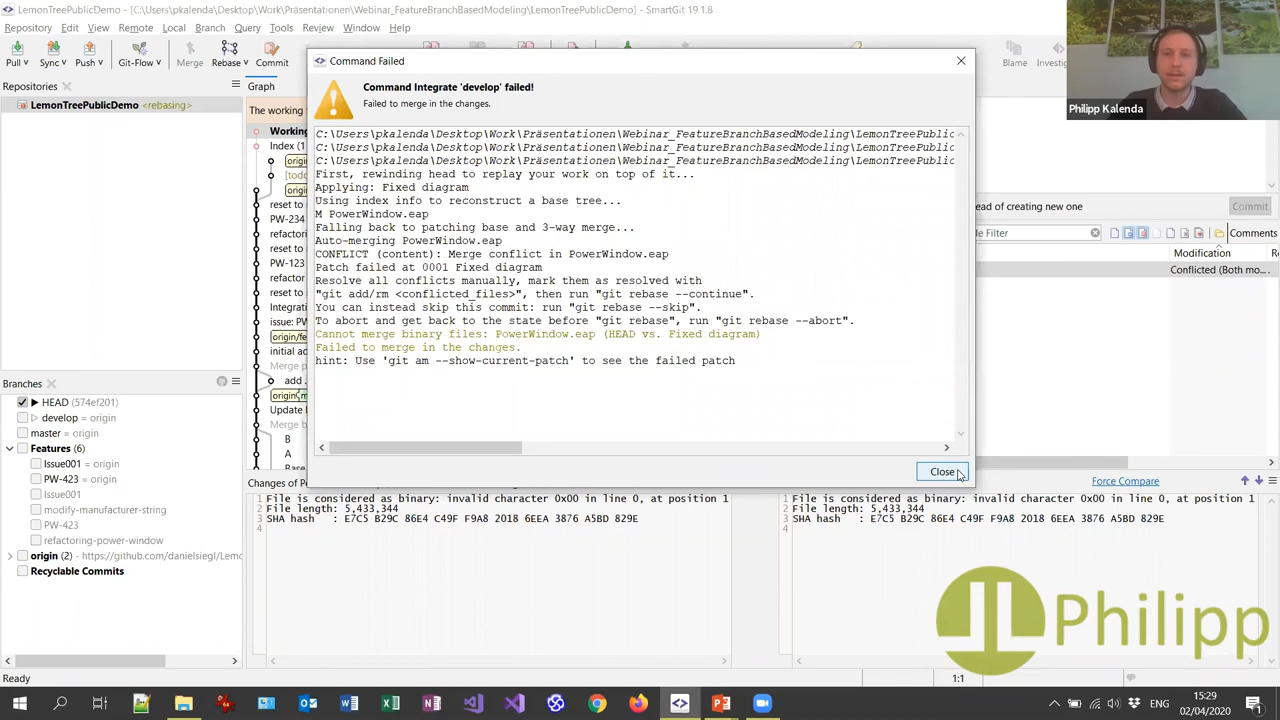 LemonTreePublicDemo - [C:\Users\pkalenda\Desktop\Work\Präsentationen\Webinar_FeatureBranchBasedModeling\LemonTreePublicDemo] - SmartGit 19.1.8
Repository Edit View Remote Local Branch Query Tools Review Window Help
Pull Sync Push Git-Flow Merge Rebase Commit Blame
Repositories
LemonTreePublicDemo <rebasing>
Graph
Command Failed
Command Integrate 'develop' failed!
Failed to merge in the changes.
C:\Users\pkalenda\Desktop\Work\Präsentationen\Webinar_FeatureBranchBasedModeling\LemonTreePublic
C:\Users\pkalenda\Desktop\Work\Präsentationen\Webinar_FeatureBranchBasedModeling\LemonTreePublic
C:\Users\pkalenda\Desktop\Work\Präsentationen\Webinar_FeatureBranchBasedModeling\LemonTreePublic
First, rewinding head to replay your work on top of it...
Applying: Fixed diagram
Using index info to reconstruct a base tree...
M PowerWindow.eap
Falling back to patching base and 3-way merge...
Auto-merging PowerWindow.eap
CONFLICT (content): Merge conflict in PowerWindow.eap
Patch failed at 0001 Fixed diagram
Resolve all conflicts manually, mark them as resolved with
"git add/rm <conflicted_files>", then run "git rebase --continue".
You can instead skip this commit: run "git rebase --skip".
To abort and get back to the state before "git rebase", run "git rebase --abort".
Cannot merge binary files: PowerWindow.eap (HEAD vs. Fixed diagram)
Failed to merge in the changes.
hint: Use 'git am --show-current-patch' to see the failed patch
Close
The working
Working
Index (1
reset to
PW-234
refactori
reset to
PW-123
refactor
reset to
Integrati
issue: PW
origin/fe
initial ad
Merge p
add .
Update
Merge b
B
A
Base
Philipp Kalenda
ead of creating new one
Commit
le Filter
Comments
Modification
Conflicted (Both mo...
Branches
HEAD (574ef201)
develop = origin
master = origin
Features (6)
Issue001 = origin
PW-423 = origin
Issue001
modify-manufacturer-string
PW-423
refactoring-power-window
origin (2) - https://github.com/danielsiegl/Lemo
Recyclable Commits
Changes of P
Force Compare
1 File is considered as binary: invalid character 0x00 in line 0, at position 1
2 File length: 5,433,344
3 SHA hash : E7C5 B29C 86E4 C49F F9A8 2018 6EEA 3876 A5BD 829E
4
1 File is considered as binary: invalid character 0x00 in line 0, at position 1
2 File length: 5,433,344
3 SHA hash : E7C5 B29C 86E4 C49F F9A8 2018 6EEA 3876 A5BD 829E
4
Philipp
Ready
1:1
ENG
15:29
02/04/2020